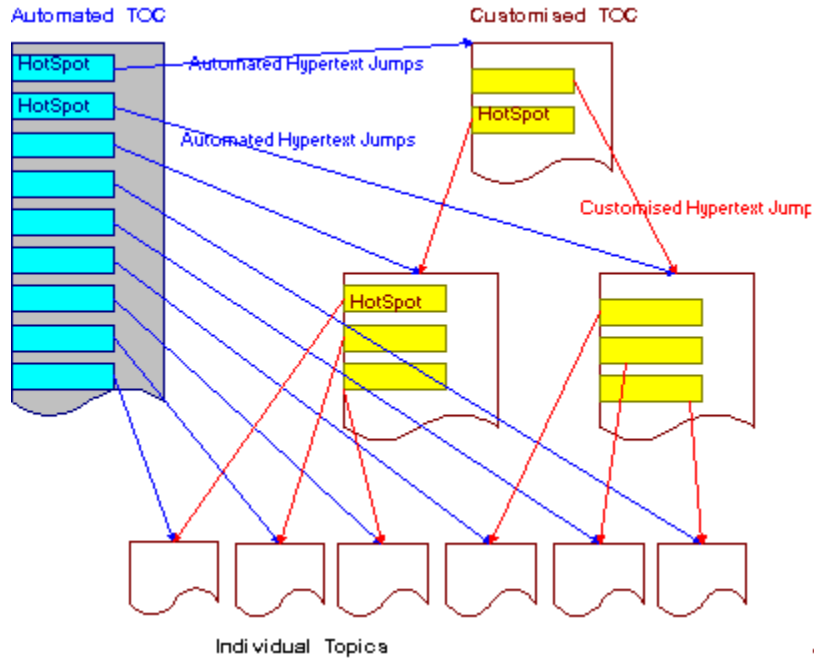 Automated TOC
Customised TOC
HotSpot
Automated Hypertext Jumps
HotSpot
HotSpot
Automated Hypertext Jumps
Customised Hypertext Jump
HotSpot
Individual Topics